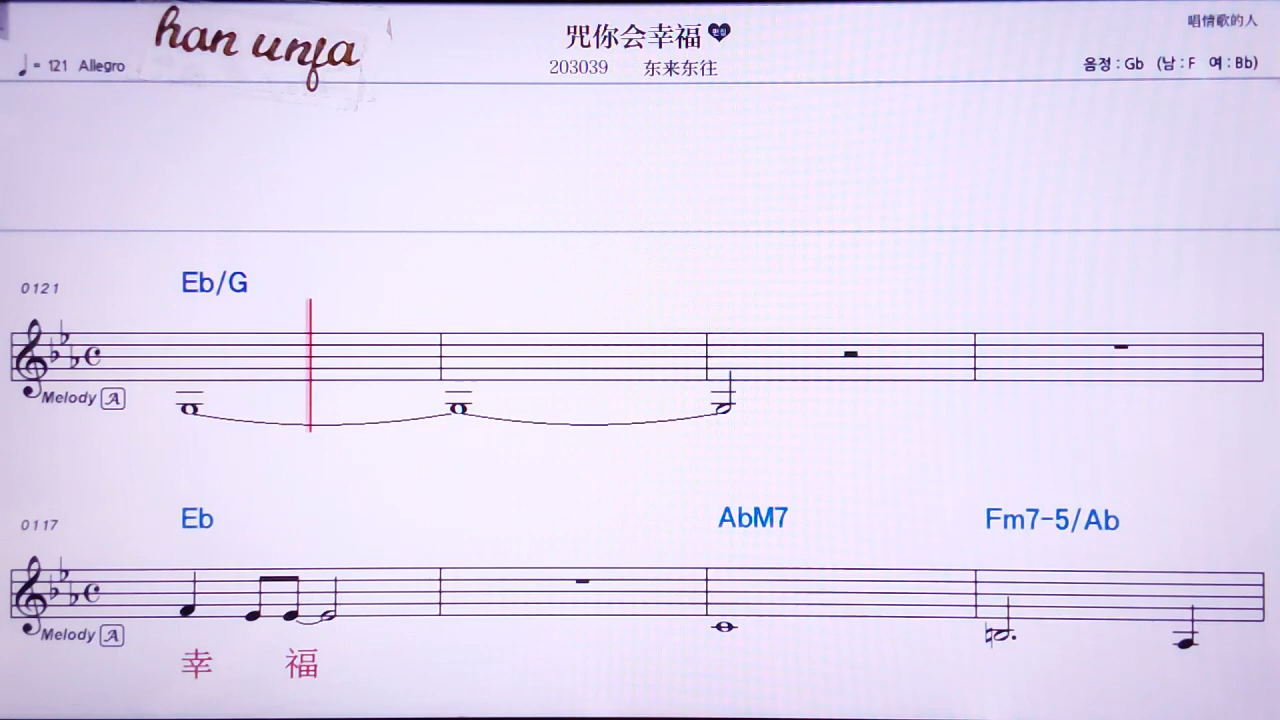 han unfa
咒你会幸福
唱情歌的人
♩= 121 Allegro
203039 东来东往
음정 : Gb (남 : F 여 : Bb)
0121
Eb/G
Melody A
0117
Eb AbM7 Fm7-5/Ab
Melody A
幸 福